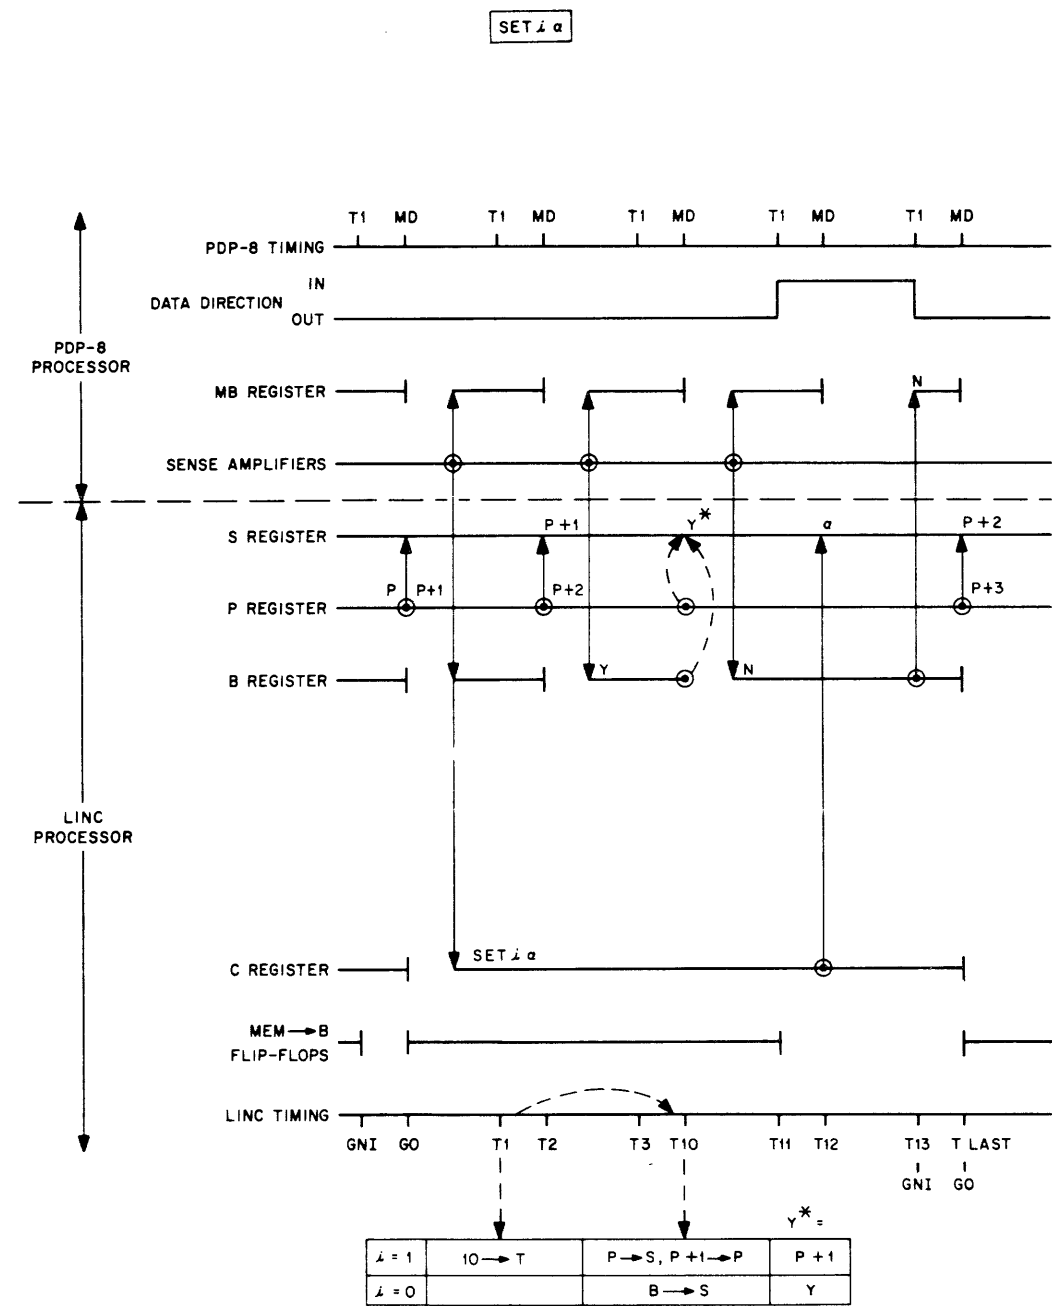 SET i α
T1 MD T1 MD T1 MD T1 MD T1 MD
PDP-8 TIMING
IN
DATA DIRECTION
OUT
PDP-8
PROCESSOR
MB REGISTER
N
SENSE AMPLIFIERS
S REGISTER P+1 Y* α P+2
P P+1 P+2 P+3
P REGISTER
B REGISTER Y N
LINC
PROCESSOR
SET i α
C REGISTER
MEM→B
FLIP-FLOPS
LINC TIMING
GNI GO T1 T2 T3 T10 T11 T12 T13 T LAST
GNI GO
Y* =
i = 1 10→T P→S, P+1→P P+1
i = 0 B→S Y